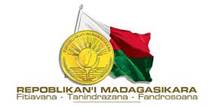 REPOBLIKAN'I MADAGASIKARA
Fitiavana - Tanindrazana - Fandrosoana